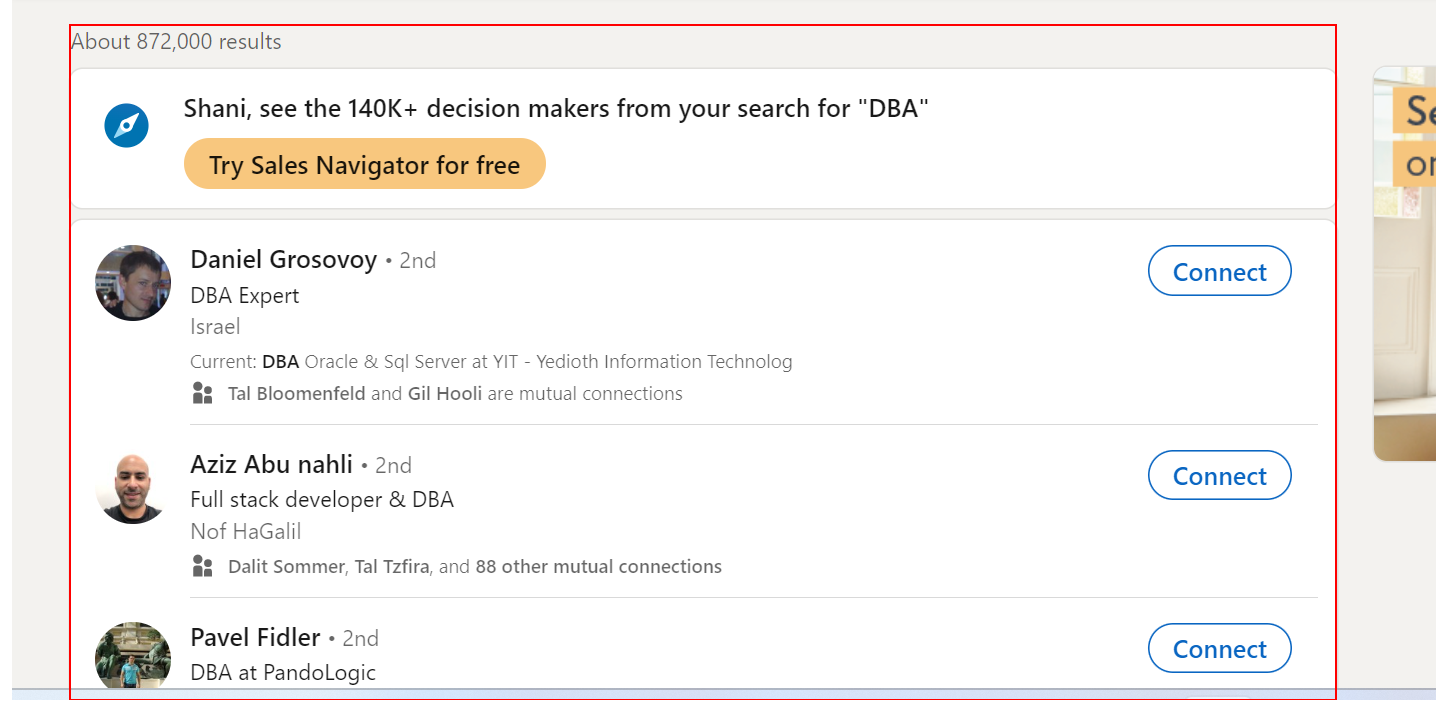 About 872,000 results
Shani, see the 140K+ decision makers from your search for "DBA"
Try Sales Navigator for free
Daniel Grosovoy • 2nd
Connect
DBA Expert
Israel
Current: DBA Oracle & Sql Server at YIT - Yedioth Information Technolog
Tal Bloomenfeld and Gil Hooli are mutual connections
Aziz Abu nahli • 2nd
Connect
Full stack developer & DBA
Nof HaGalil
Dalit Sommer, Tal Tzfira, and 88 other mutual connections
Pavel Fidler • 2nd
Connect
DBA at PandoLogic